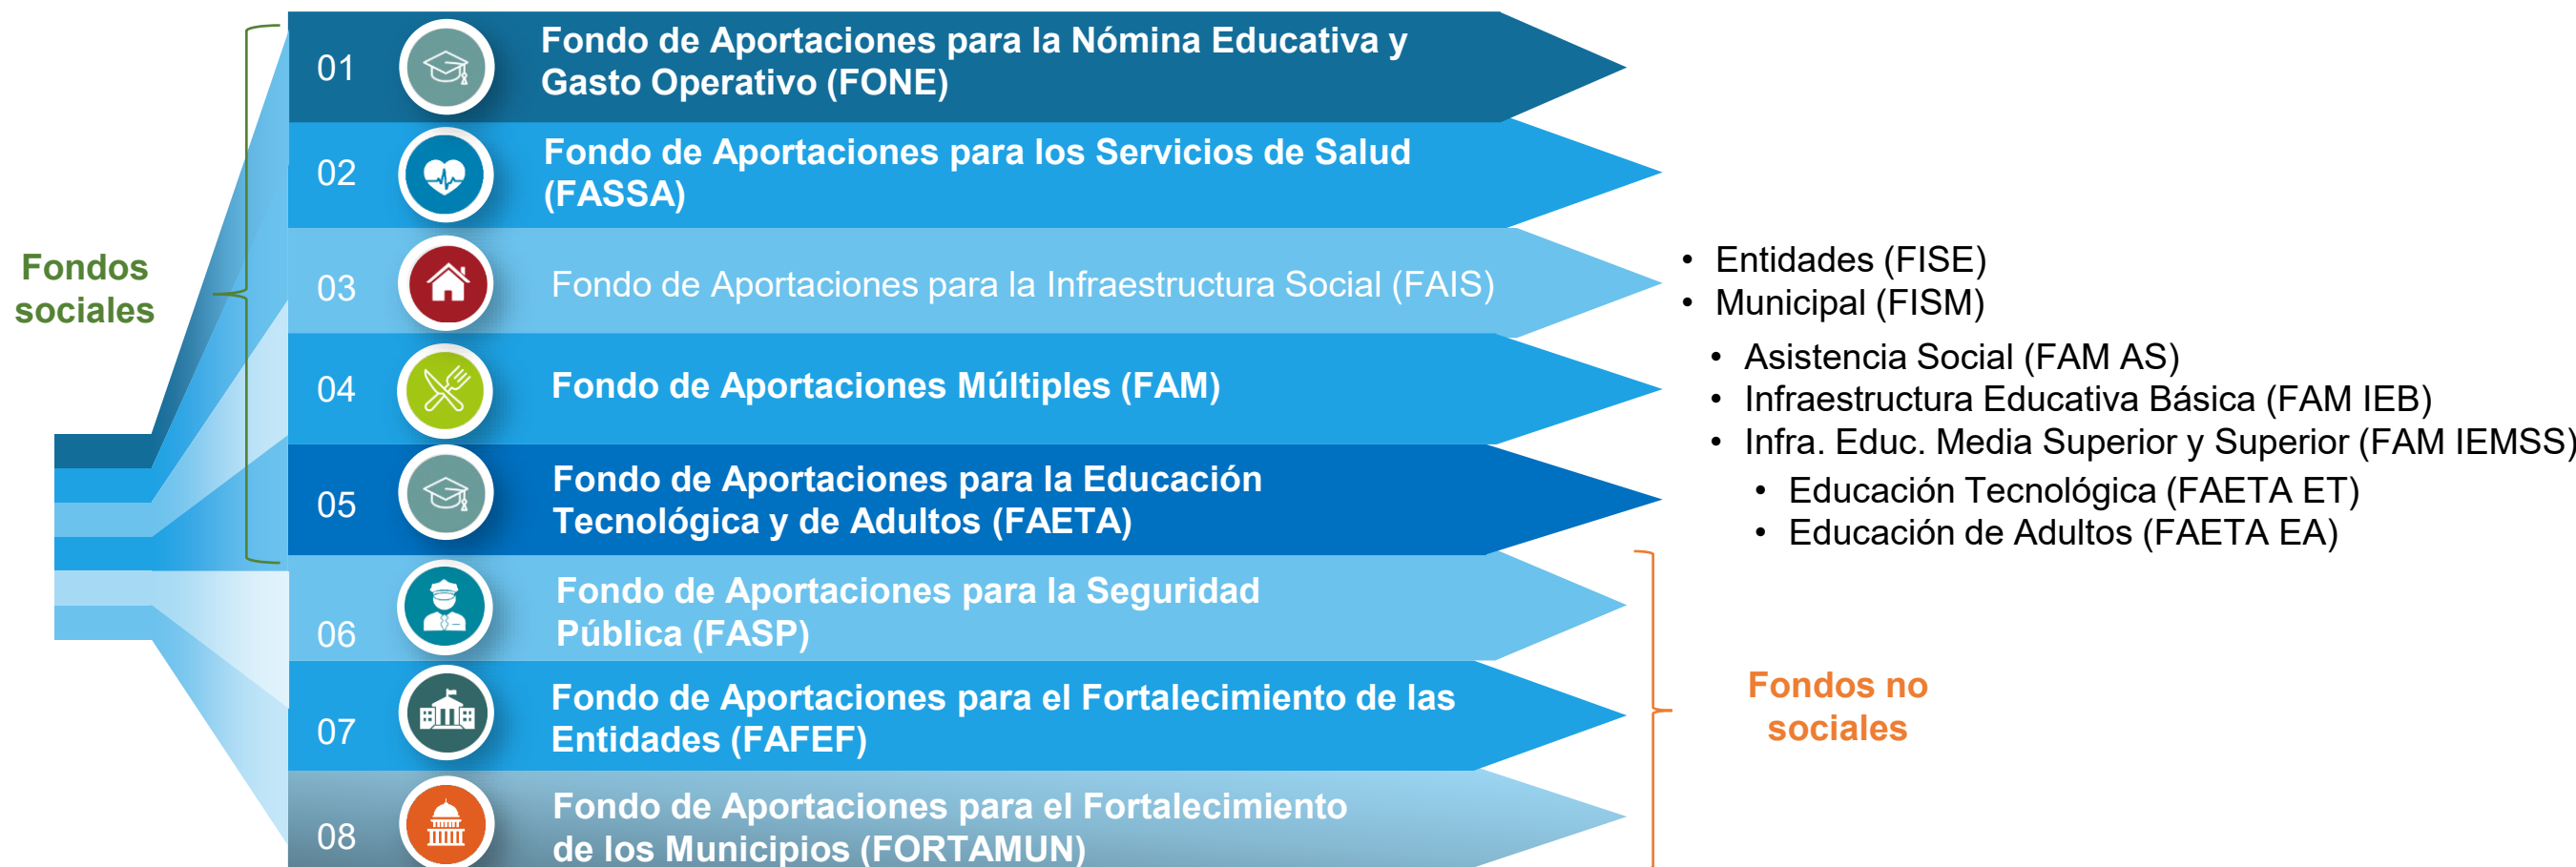 01
Fondo de Aportaciones para la Nómina Educativa y
Gasto Operativo (FONE)
02
Fondo de Aportaciones para los Servicios de Salud
(FASSA)
Fondos
sociales
03
Fondo de Aportaciones para la Infraestructura Social (FAIS)
• Entidades (FISE)
• Municipal (FISM)
04
Fondo de Aportaciones Múltiples (FAM)
• Asistencia Social (FAM AS)
• Infraestructura Educativa Básica (FAM IEB)
• Infra. Educ. Media Superior y Superior (FAM IEMSS)
05
Fondo de Aportaciones para la Educación
Tecnológica y de Adultos (FAETA)
• Educación Tecnológica (FAETA ET)
• Educación de Adultos (FAETA EA)
06
Fondo de Aportaciones para la Seguridad
Pública (FASP)
07
Fondo de Aportaciones para el Fortalecimiento de las
Entidades (FAFEF)
Fondos no
sociales
08
Fondo de Aportaciones para el Fortalecimiento
de los Municipios (FORTAMUN)